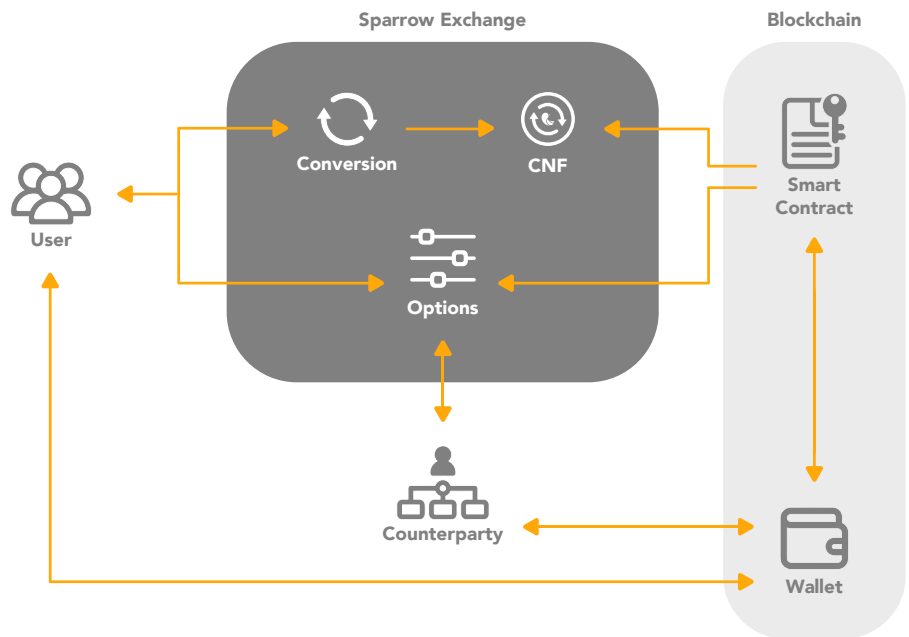 Sparrow Exchange
Blockchain
Conversion
CNF
Smart
Contract
User
Options
Counterparty
Wallet